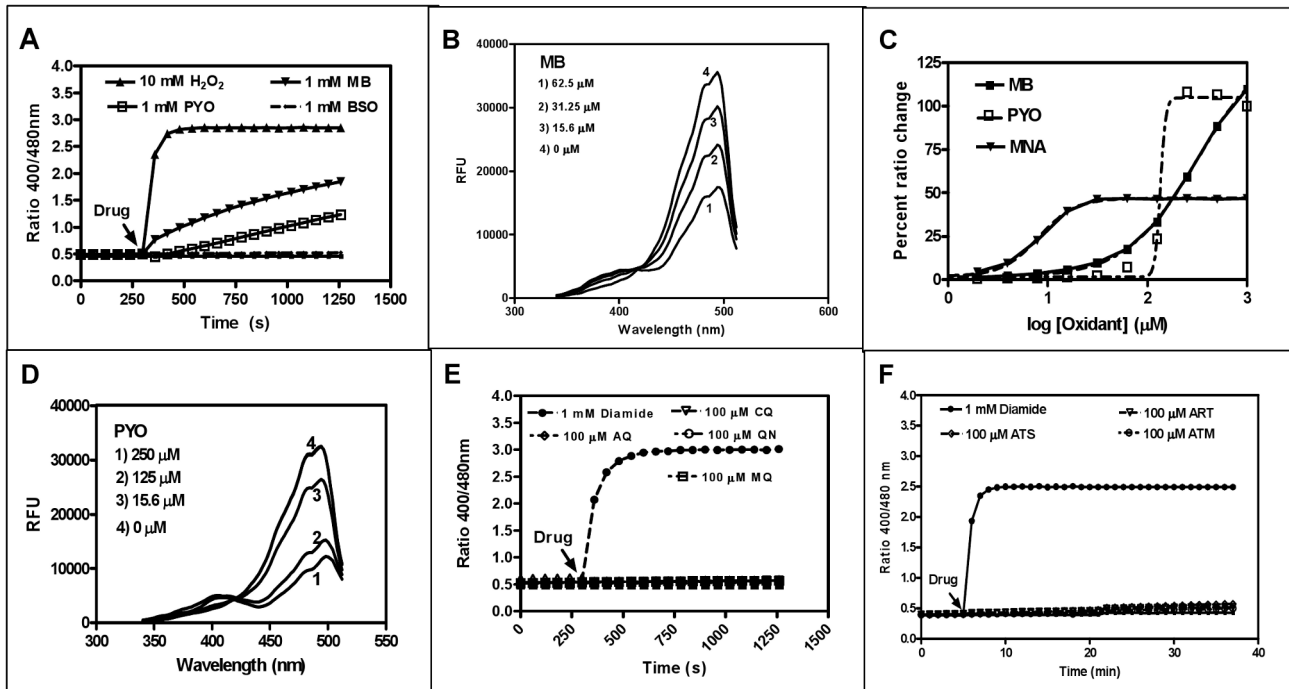 A
10 mM H2O2
1 mM MB
1 mM PYO
1 mM BSO
Ratio 400/480nm
4.0
3.5
3.0
2.5
2.0
1.5
1.0
0.5
0.0
Drug
0 250 500 750 1000 1250 1500
Time (s)
B
MB
1) 62.5 µM
2) 31.25 µM
3) 15.6 µM
4) 0 µM
RFU
40000
30000
20000
10000
0
4
3
2
1
300 400 500 600
Wavelength (nm)
C
MB
PYO
MNA
Percent ratio change
125
100
75
50
25
0
0 1 2 3
log [Oxidant] (µM)
D
PYO
1) 250 µM
2) 125 µM
3) 15.6 µM
4) 0 µM
RFU
40000
30000
20000
10000
0
4
3
2
1
300 350 400 450 500 550
Wavelength (nm)
E
1 mM Diamide
100 µM CQ
100 µM AQ
100 µM QN
100 µM MQ
Ratio 400/480nm
4.0
3.5
3.0
2.5
2.0
1.5
1.0
0.5
0.0
Drug
0 250 500 750 1000 1250 1500
Time (s)
F
1 mM Diamide
100 µM ART
100 µM ATS
100 µM ATM
Ratio 400/480 nm
4.0
3.5
3.0
2.5
2.0
1.5
1.0
0.5
0.0
Drug
0 10 20 30 40
Time (min)